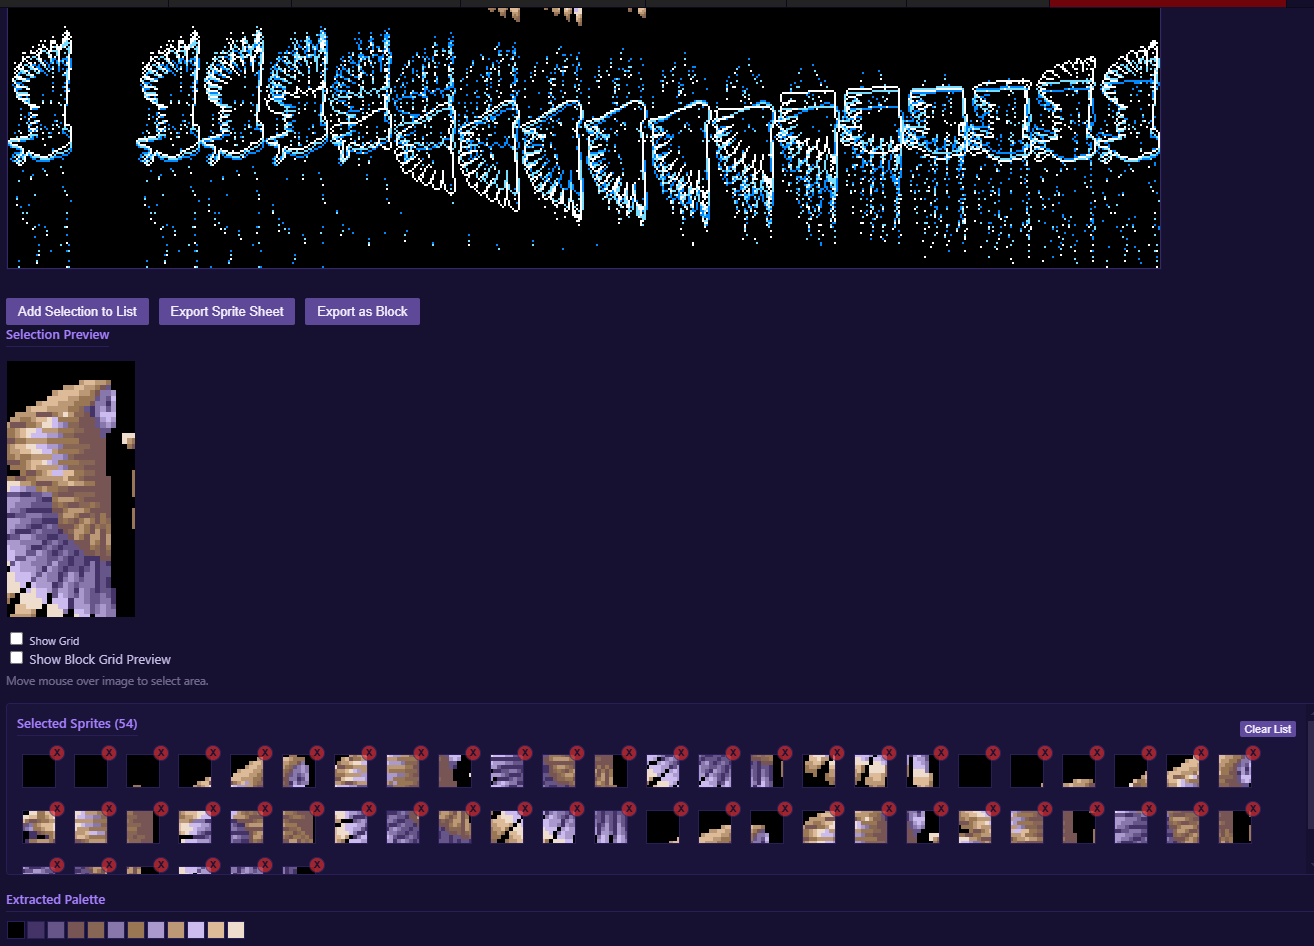 Add Selection to List Export Sprite Sheet Export as Block
Selection Preview
Show Grid
Show Block Grid Preview
Move mouse over image to select area.
Selected Sprites (54)
Clear List
X X X X X X X X X X X X X X X X X X X X X X X X
X X X X X X X X X X X X X X X X X X X X X X X X
X X X X X X
Extracted Palette